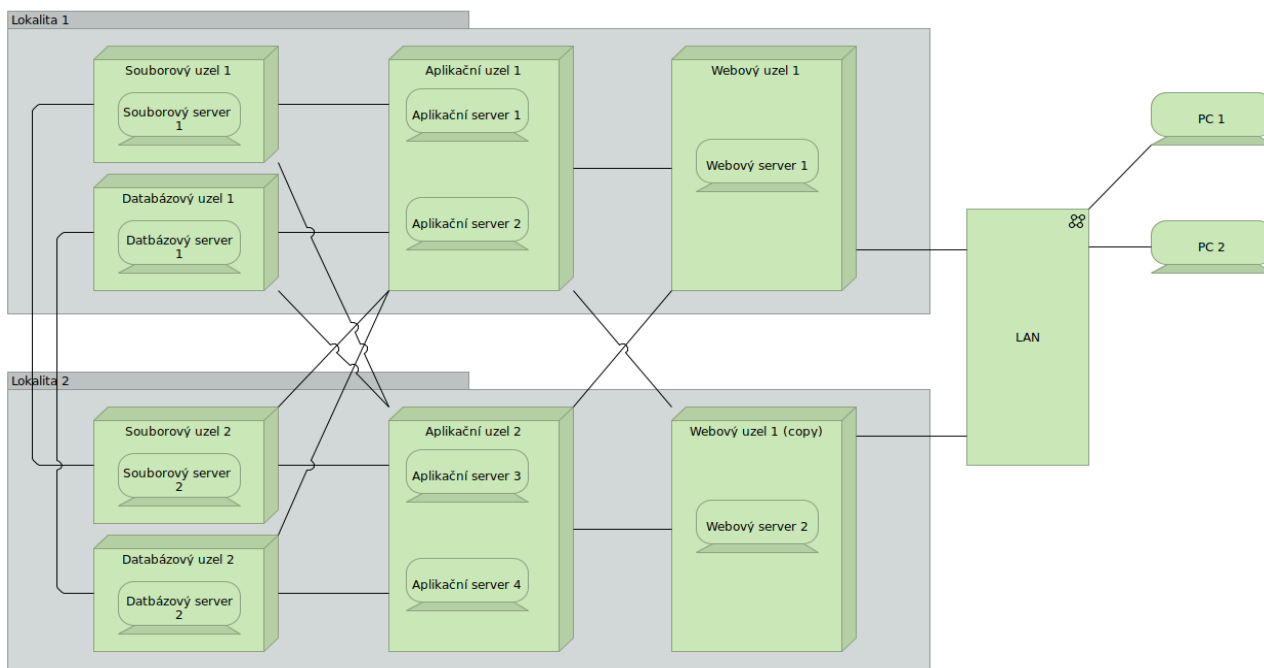 Lokalita 1
Souborový uzel 1
Souborový server
1
Databázový uzel 1
Datbázový server
1
Aplikační uzel 1
Aplikační server 1
Aplikační server 2
Webový uzel 1
Webový server 1
Lokalita 2
Souborový uzel 2
Souborový server
2
Databázový uzel 2
Datbázový server
2
Aplikační uzel 2
Aplikační server 3
Aplikační server 4
Webový uzel 1 (copy)
Webový server 2
LAN
PC 1
PC 2